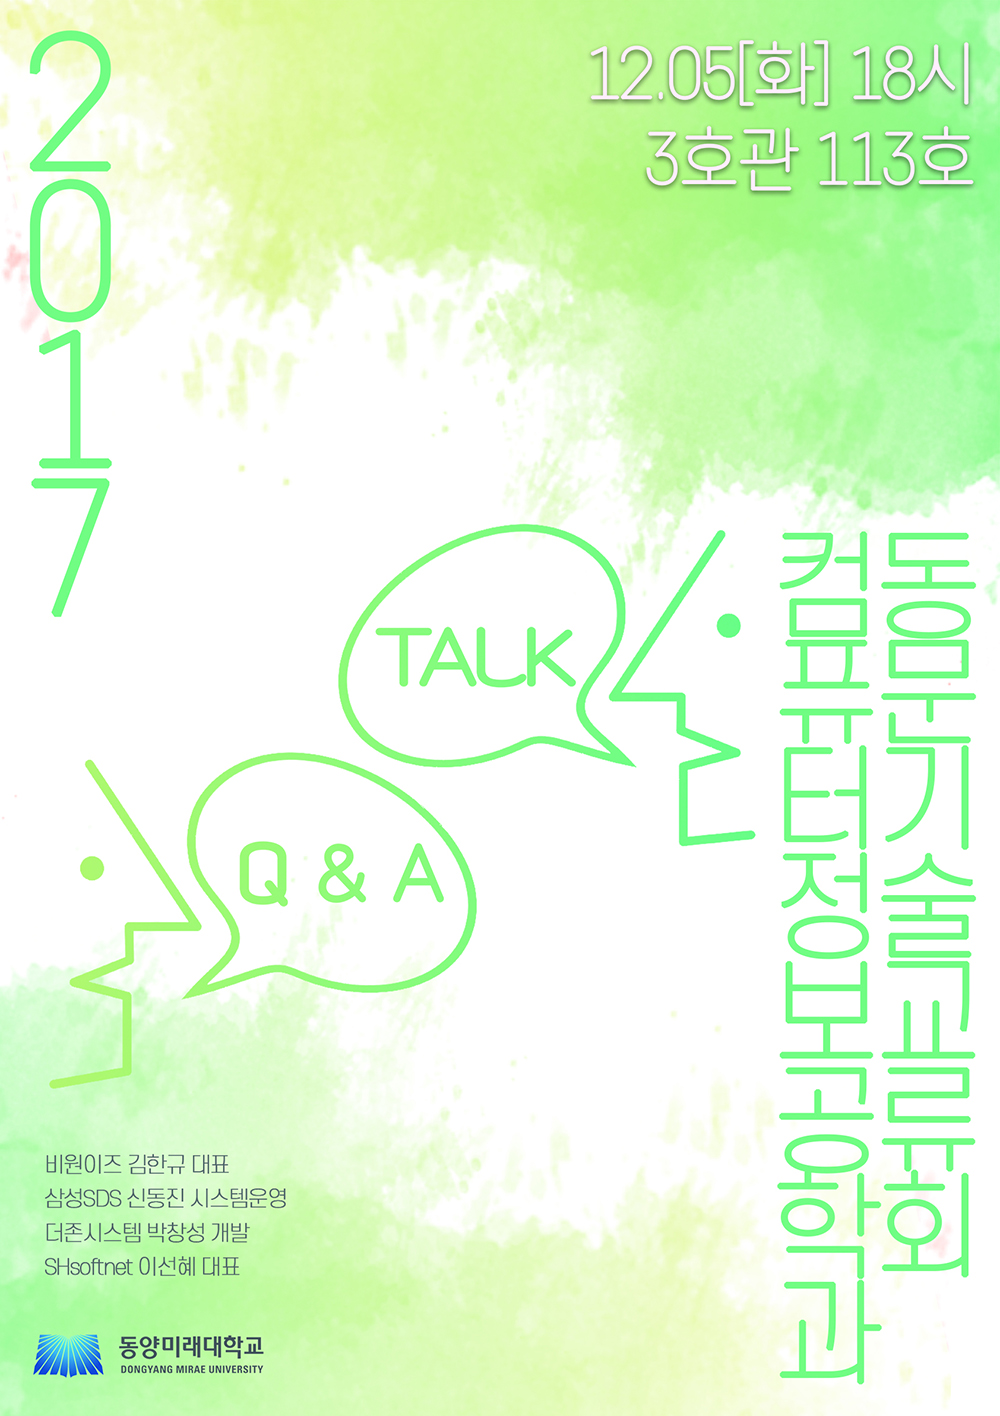 2017
12.05[화] 18시
3호관 113호
컴퓨터정보공학과
동문기술교류회
TALK
Q & A
비원이즈 김한규 대표
삼성SDS 신동진 시스템운영
더존시스템 박창성 개발
SHsoftnet 이선혜 대표
동양미래대학교
DONGYANG MIRAE UNIVERSITY